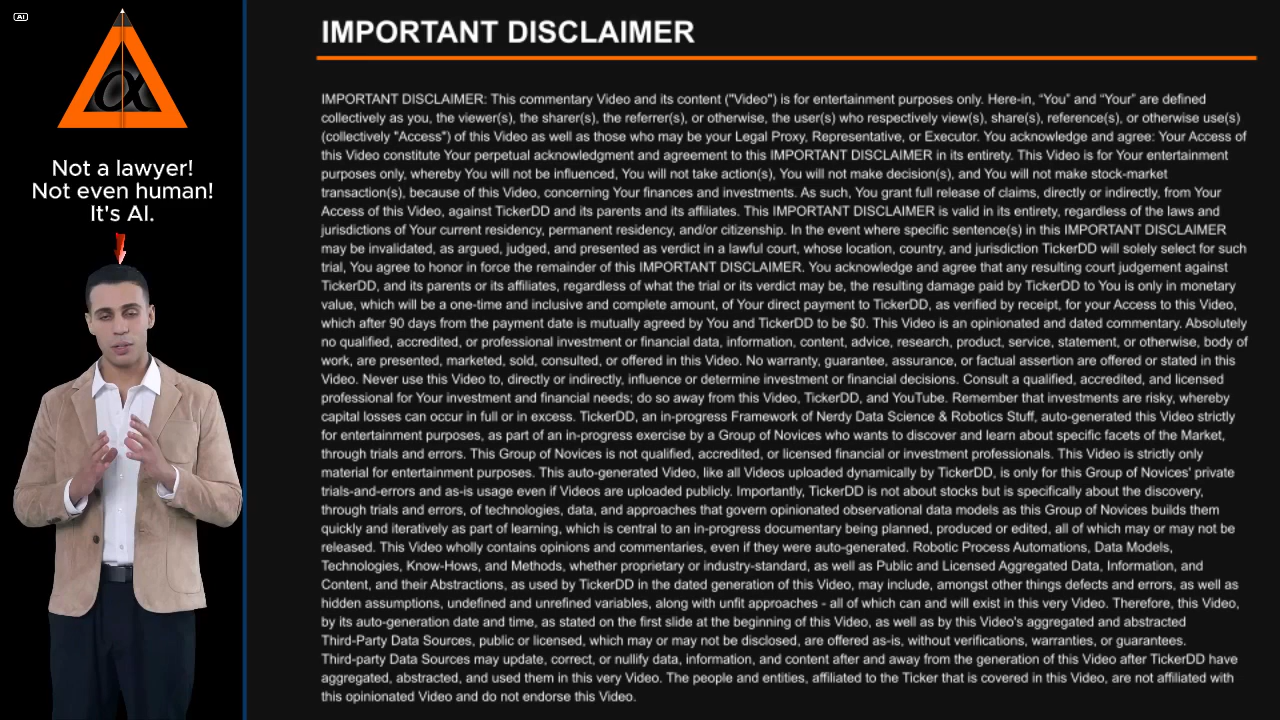 AI
α
Not a lawyer!
Not even human!
It's AI.
IMPORTANT DISCLAIMER
IMPORTANT DISCLAIMER: This commentary Video and its content ("Video") is for entertainment purposes only. Here-in, “You” and “Your” are defined
collectively as you, the viewer(s), the sharer(s), the referrer(s), or otherwise, the user(s) who respectively view(s), share(s), reference(s), or otherwise use(s)
(collectively "Access") of this Video as well as those who may be your Legal Proxy, Representative, or Executor. You acknowledge and agree: Your Access of
this Video constitute Your perpetual acknowledgment and agreement to this IMPORTANT DISCLAIMER in its entirety. This Video is for Your entertainment
purposes only, whereby You will not be influenced, You will not take action(s), You will not make decision(s), and You will not make stock-market
transaction(s), because of this Video, concerning Your finances and investments. As such, You grant full release of claims, directly or indirectly, from Your
Access of this Video, against TickerDD and its parents and its affiliates. This IMPORTANT DISCLAIMER is valid in its entirety, regardless of the laws and
jurisdictions of Your current residency, permanent residency, and/or citizenship. In the event where specific sentence(s) in this IMPORTANT DISCLAIMER
may be invalidated, as argued, judged, and presented as verdict in a lawful court, whose location, country, and jurisdiction TickerDD will solely select for such
trial, You agree to honor in force the remainder of this IMPORTANT DISCLAIMER. You acknowledge and agree that any resulting court judgement against
TickerDD, and its parents or its affiliates, regardless of what the trial or its verdict may be, the resulting damage paid by TickerDD to You is only in monetary
value, which will be a one-time and inclusive and complete amount, of Your direct payment to TickerDD, as verified by receipt, for your Access to this Video,
which after 90 days from the payment date is mutually agreed by You and TickerDD to be $0. This Video is an opinionated and dated commentary. Absolutely
no qualified, accredited, or professional investment or financial data, information, content, advice, research, product, service, statement, or otherwise, body of
work, are presented, marketed, sold, consulted, or offered in this Video. No warranty, guarantee, assurance, or factual assertion are offered or stated in this
Video. Never use this Video to, directly or indirectly, influence or determine investment or financial decisions. Consult a qualified, accredited, and licensed
professional for Your investment and financial needs; do so away from this Video, TickerDD, and YouTube. Remember that investments are risky, whereby
capital losses can occur in full or in excess. TickerDD, an in-progress Framework of Nerdy Data Science & Robotics Stuff, auto-generated this Video strictly
for entertainment purposes, as part of an in-progress exercise by a Group of Novices who wants to discover and learn about specific facets of the Market,
through trials and errors. This Group of Novices is not qualified, accredited, or licensed financial or investment professionals. This Video is strictly only
material for entertainment purposes. This auto-generated Video, like all Videos uploaded dynamically by TickerDD, is only for this Group of Novices' private
trials-and-errors and as-is usage even if Videos are uploaded publicly. Importantly, TickerDD is not about stocks but is specifically about the discovery,
through trials and errors, of technologies, data, and approaches that govern opinionated observational data models as this Group of Novices builds them
quickly and iteratively as part of learning, which is central to an in-progress documentary being planned, produced or edited, all of which may or may not be
released. This Video wholly contains opinions and commentaries, even if they were auto-generated. Robotic Process Automations, Data Models,
Technologies, Know-Hows, and Methods, whether proprietary or industry-standard, as well as Public and Licensed Aggregated Data, Information, and
Content, and their Abstractions, as used by TickerDD in the dated generation of this Video, may include, amongst other things defects and errors, as well as
hidden assumptions, undefined and unrefined variables, along with unfit approaches - all of which can and will exist in this very Video. Therefore, this Video,
by its auto-generation date and time, as stated on the first slide at the beginning of this Video, as well as by this Video's aggregated and abstracted
Third-Party Data Sources, public or licensed, which may or may not be disclosed, are offered as-is, without verifications, warranties, or guarantees.
Third-party Data Sources may update, correct, or nullify data, information, and content after and away from the generation of this Video after TickerDD have
aggregated, abstracted, and used them in this very Video. The people and entities, affiliated to the Ticker that is covered in this Video, are not affiliated with
this opinionated Video and do not endorse this Video.